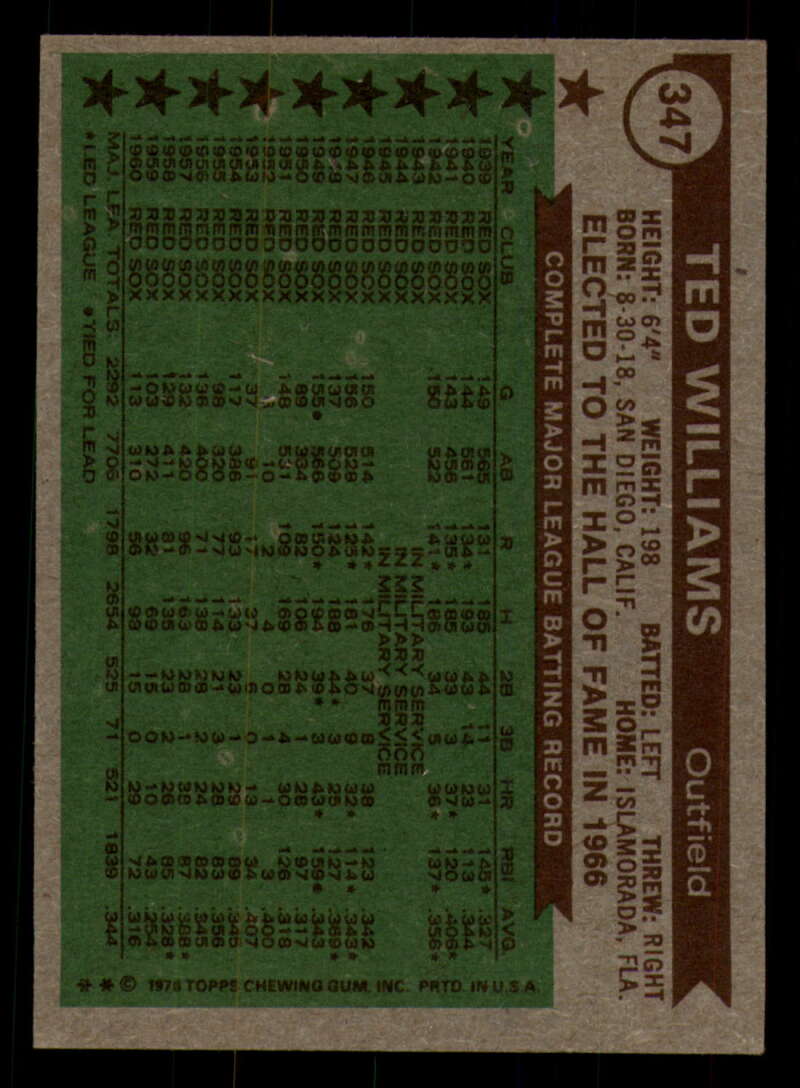 347
TED WILLIAMS Outfield
HEIGHT: 6'4" WEIGHT: 198 BATTED: LEFT THREW: RIGHT
BORN: 8-30-18, SAN DIEGO, CALIF. HOME: ISLAMORADA, FLA.
ELECTED TO THE HALL OF FAME IN 1966
COMPLETE MAJOR LEAGUE BATTING RECORD
YEAR CLUB G AB R H 2B 3B HR RBI AVG.
1939 RED SOX 149 565 131 185 44 11 31 145* .327
1940 RED SOX 144 561 134* 193 43 14 23 113 .344
1941 RED SOX 143 456 135* 185 33 3 37* 120 .406*
1942 RED SOX 150 522 141* 186 34 5 36* 137* .356*
1943 RED SOX IN MILITARY SERVICE
1944 RED SOX IN MILITARY SERVICE
1945 RED SOX IN MILITARY SERVICE
1946 RED SOX 150 514 142* 176 37 8 38 123 .342
1947 RED SOX 156 528 125* 181 40 9 32* 114* .343*
1948 RED SOX 137 509 124 188 44* 3 25 127 .369*
1949 RED SOX 155• 566 150* 194 39* 3 43* 159• .343
1950 RED SOX 89 334 82 106 24 1 28 97 .317
1951 RED SOX 148 531 109 169 28 4 30 126 .318
1952 RED SOX 10 2 4 0 1 1 3 .400
1953 RED SOX 37 91 17 37 6 0 13 34 .407
1954 RED SOX 117 386 93 133 23 1 29 89 .345
1955 RED SOX 98 320 77 114 21 3 28 83 .356
1956 RED SOX 136 400 71 138 28 2 24 82 .345
1957 RED SOX 132 420 96 163 28 1 38 87 .388*
1958 RED SOX 129 411 81 135 23 2 26 85 .328*
1959 RED SOX 103 272 32 69 15 0 10 43 .254
1960 RED SOX 113 310 56 98 15 0 29 72 .316
MAJ. LEA. TOTALS: 2292 7706 1798 2654 525 71 521 1839 .344
*LED LEAGUE •TIED FOR LEAD
** © 1976 TOPPS CHEWING GUM, INC. PRTD. IN U.S.A.